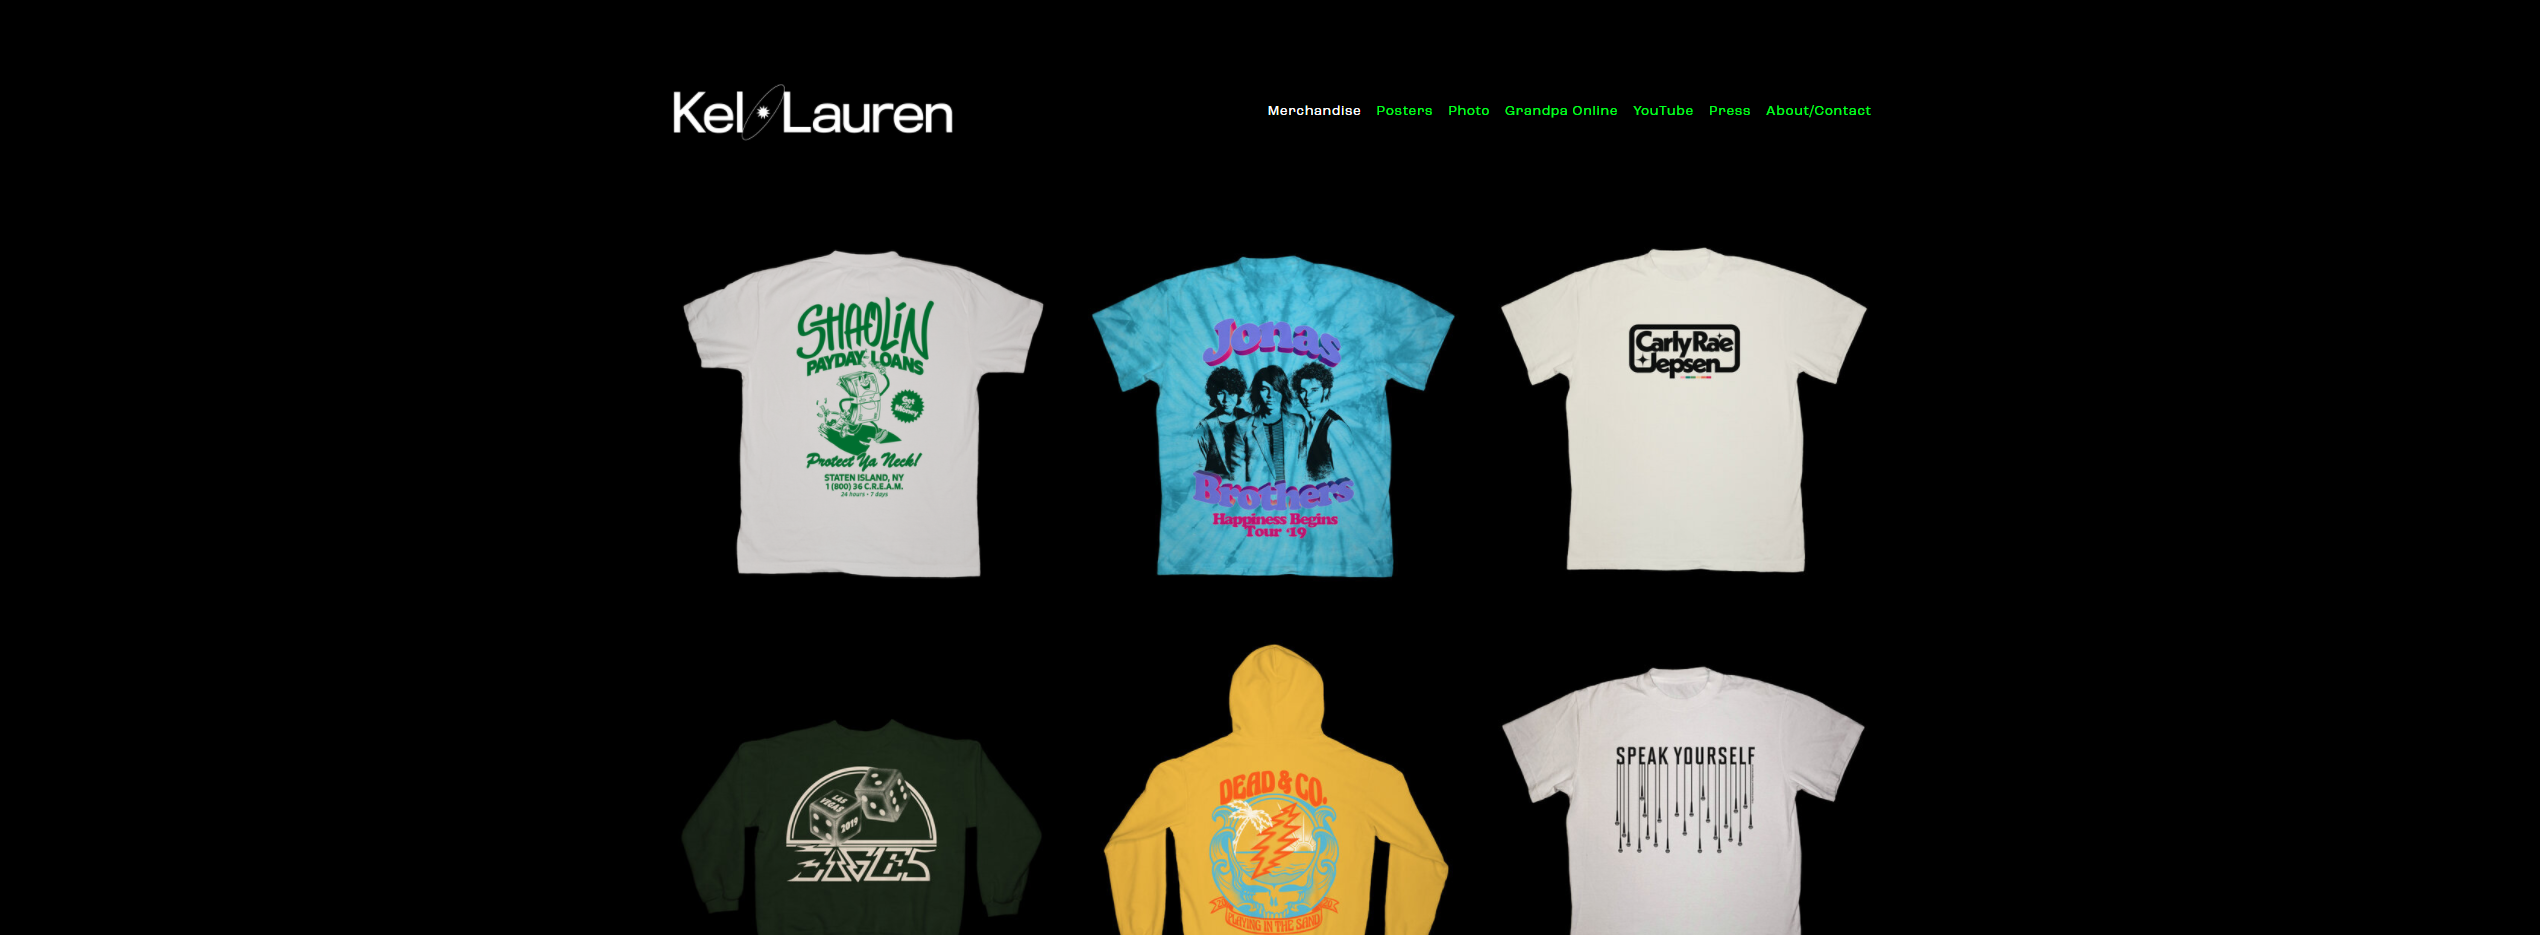 Kel Lauren
Merchandise Posters Photo Grandpa Online YouTube Press About/Contact
SHAOLIN
PAYDAY LOANS
Get
Money
Protect Ya Neck!
STATEN ISLAND, NY
1 (800) 36 C.R.E.A.M.
24 hours • 7 days
Jonas
Brothers
Happiness Begins
Tour '19
Carly Rae
Jepsen
LAS
VEGAS
2019
EAGLES
DEAD & CO.
PLAYING IN THE SAND
SPEAK YOURSELF